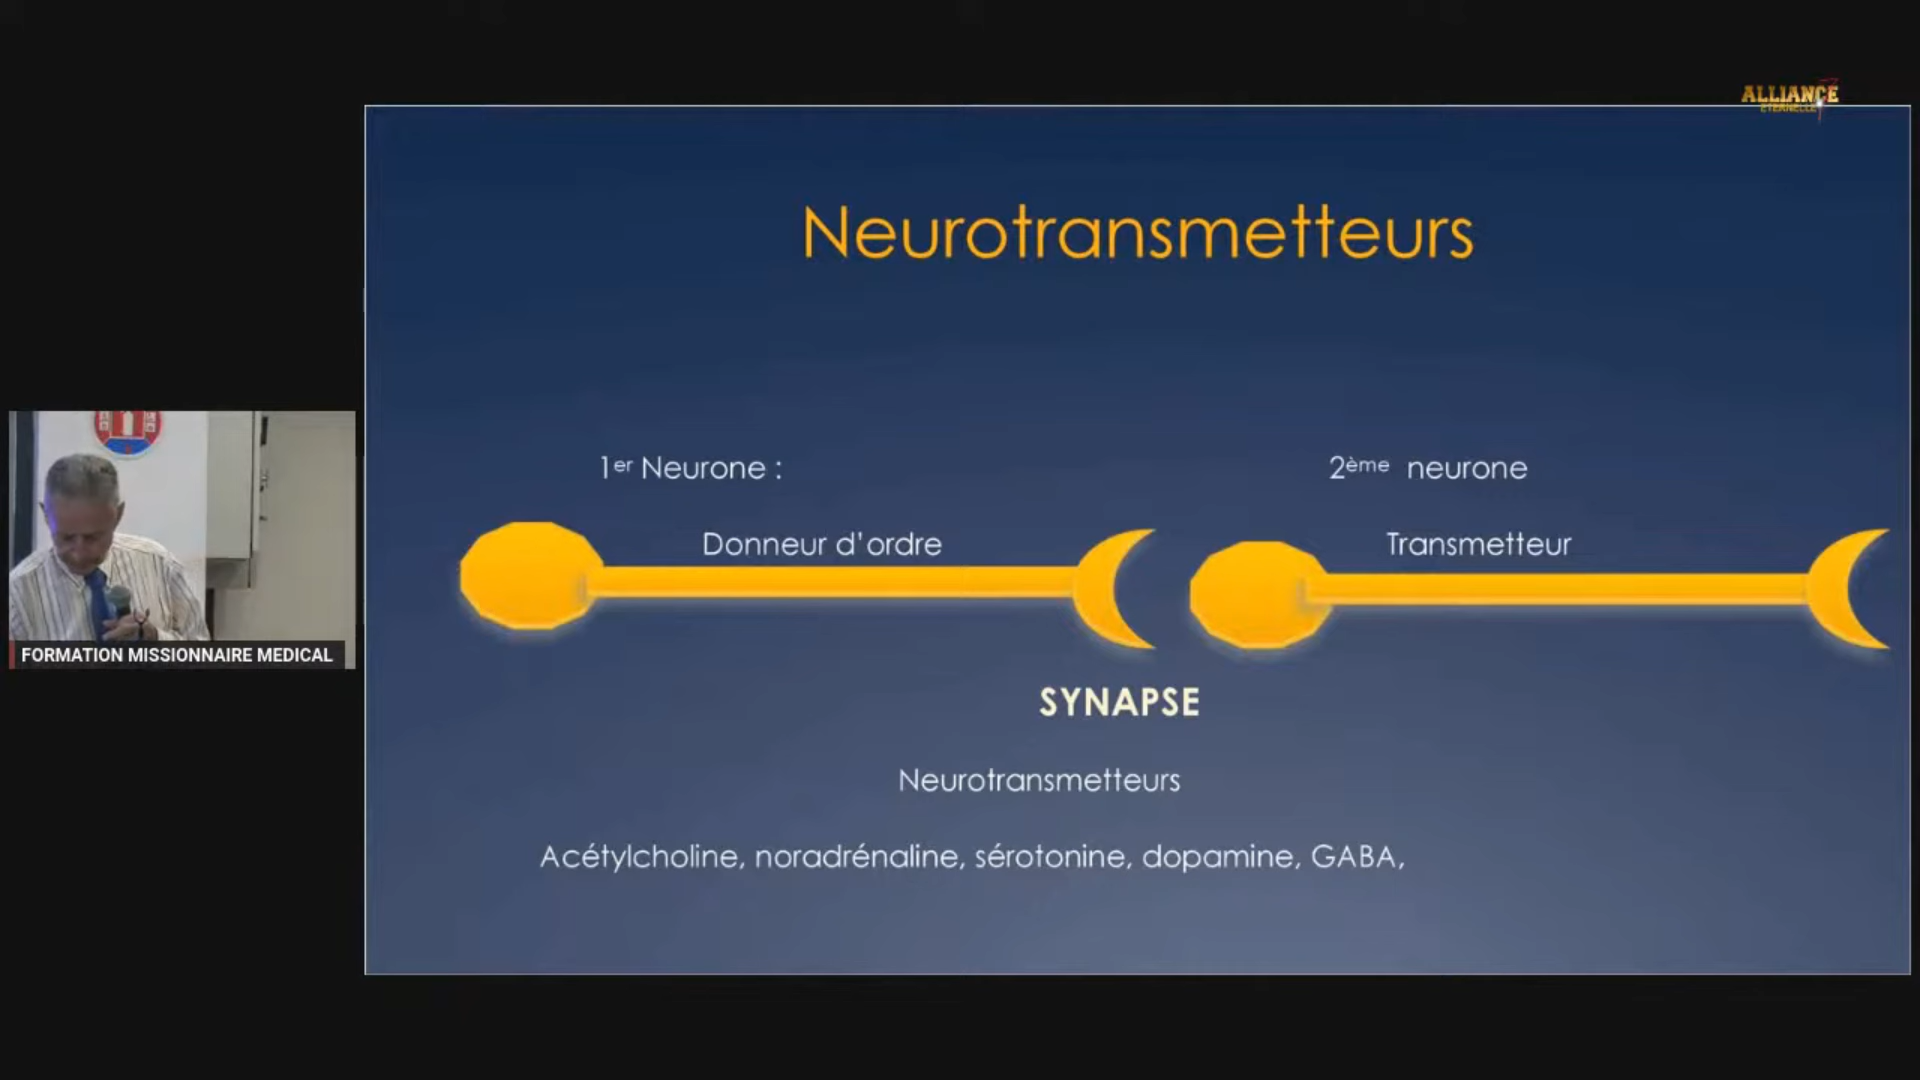 ALLIANCE
ETERNELLE
Neurotransmetteurs
1er Neurone :
2ème neurone
Donneur d'ordre
Transmetteur
SYNAPSE
Neurotransmetteurs
Acétylcholine, noradrénaline, sérotonine, dopamine, GABA,
FORMATION MISSIONNAIRE MEDICAL